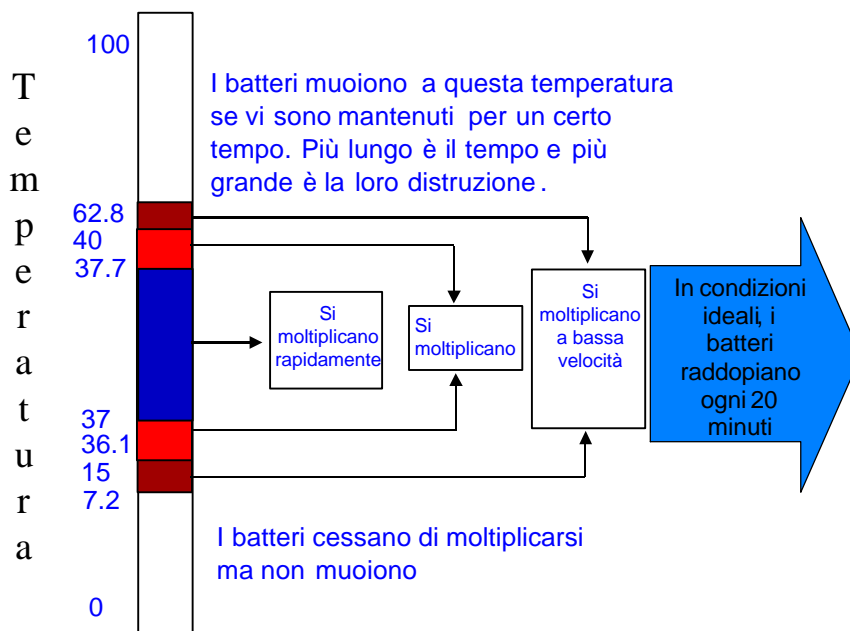 Temperatura
100
I batteri muoiono a questa temperatura
se vi sono mantenuti per un certo
tempo. Più lungo è il tempo e più
grande è la loro distruzione.
62.8
40
37.7
Si
moltiplicano
rapidamente
Si
moltiplicano
Si
moltiplicano
a bassa
velocità
In condizioni
ideali, i
batteri
raddopiano
ogni 20
minuti
37
36.1
15
7.2
I batteri cessano di moltiplicarsi
ma non muoiono
0